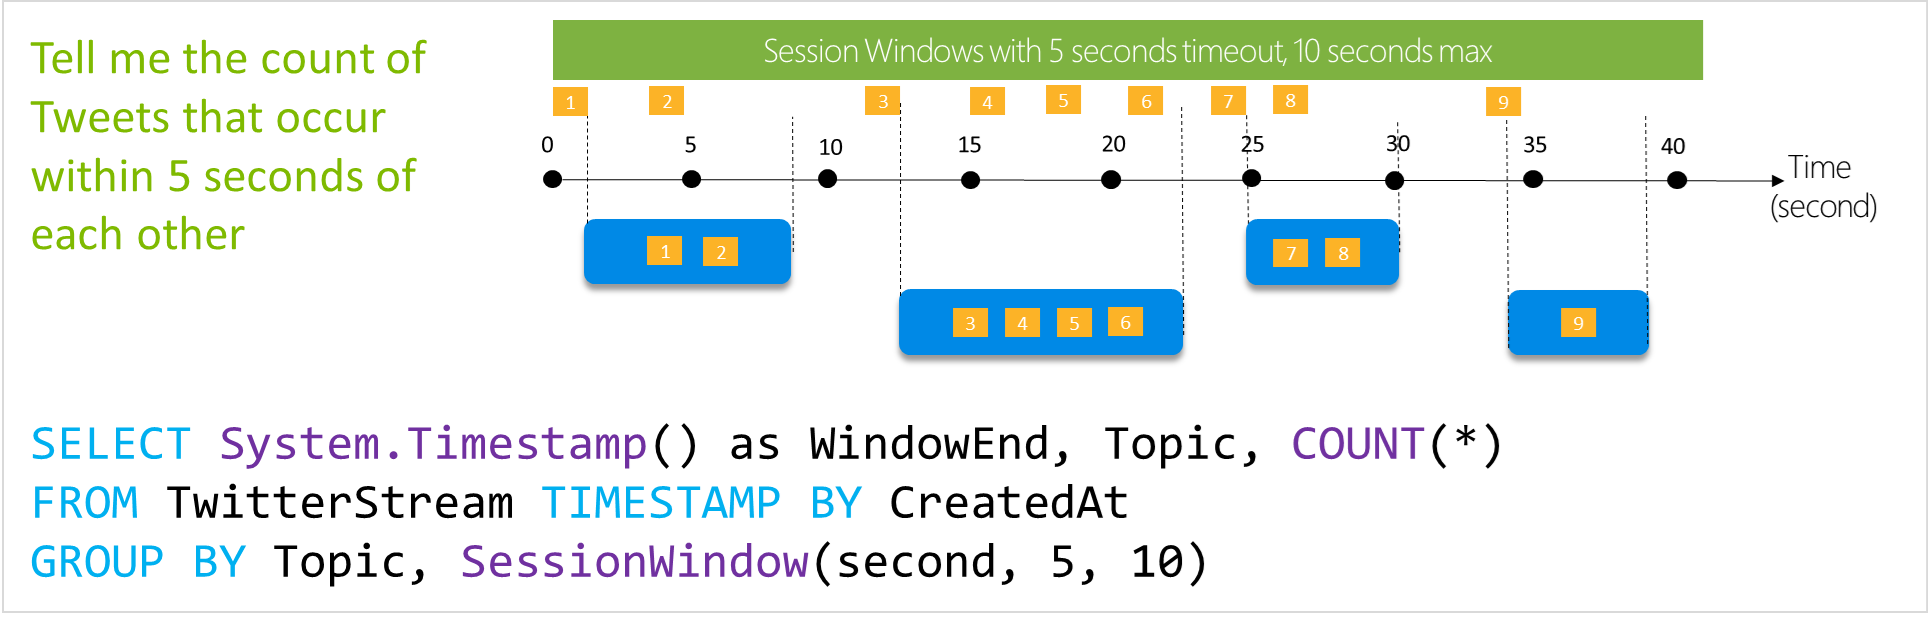 Tell me the count of
Tweets that occur
within 5 seconds of
each other
Session Windows with 5 seconds timeout, 10 seconds max
1 2 3 4 5 6 7 8 9
0 5 10 15 20 25 30 35 40
Time
(second)
1 2 7 8
3 4 5 6 9
SELECT System.Timestamp() as WindowEnd, Topic, COUNT(*)
FROM TwitterStream TIMESTAMP BY CreatedAt
GROUP BY Topic, SessionWindow(second, 5, 10)